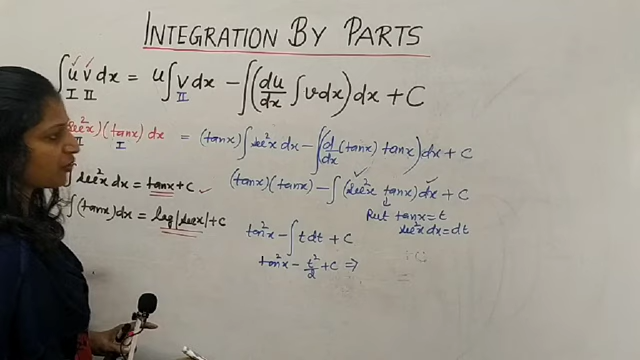 INTEGRATION BY PARTS
∫ u v dx = u ∫ v dx − ∫ (du/dx ∫ v dx) dx + C
I II II
sec²x) (tanx) dx = (tanx) ∫ sec²x dx − ∫ (d/dx (tanx) tanx) dx + C
II I
sec²x dx = tanx + C (tanx)(tanx) − ∫ (sec²x tanx) dx + C
∫ (tanx) dx = log|secx| + C Put tanx = t
sec²x dx = dt
tan²x − ∫ t dt + C
tan²x − t²/2 + C ⇒